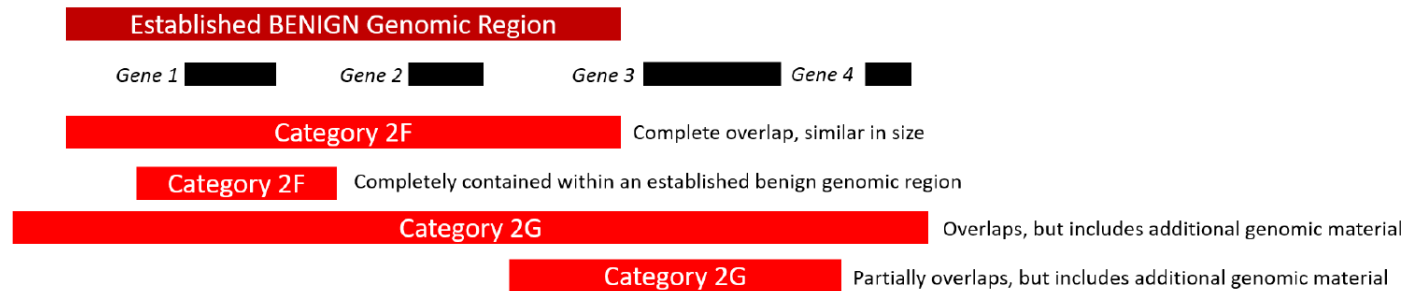 Established BENIGN Genomic Region
Gene 1 Gene 2 Gene 3 Gene 4
Category 2F Complete overlap, similar in size
Category 2F Completely contained within an established benign genomic region
Category 2G Overlaps, but includes additional genomic material
Category 2G Partially overlaps, but includes additional genomic material